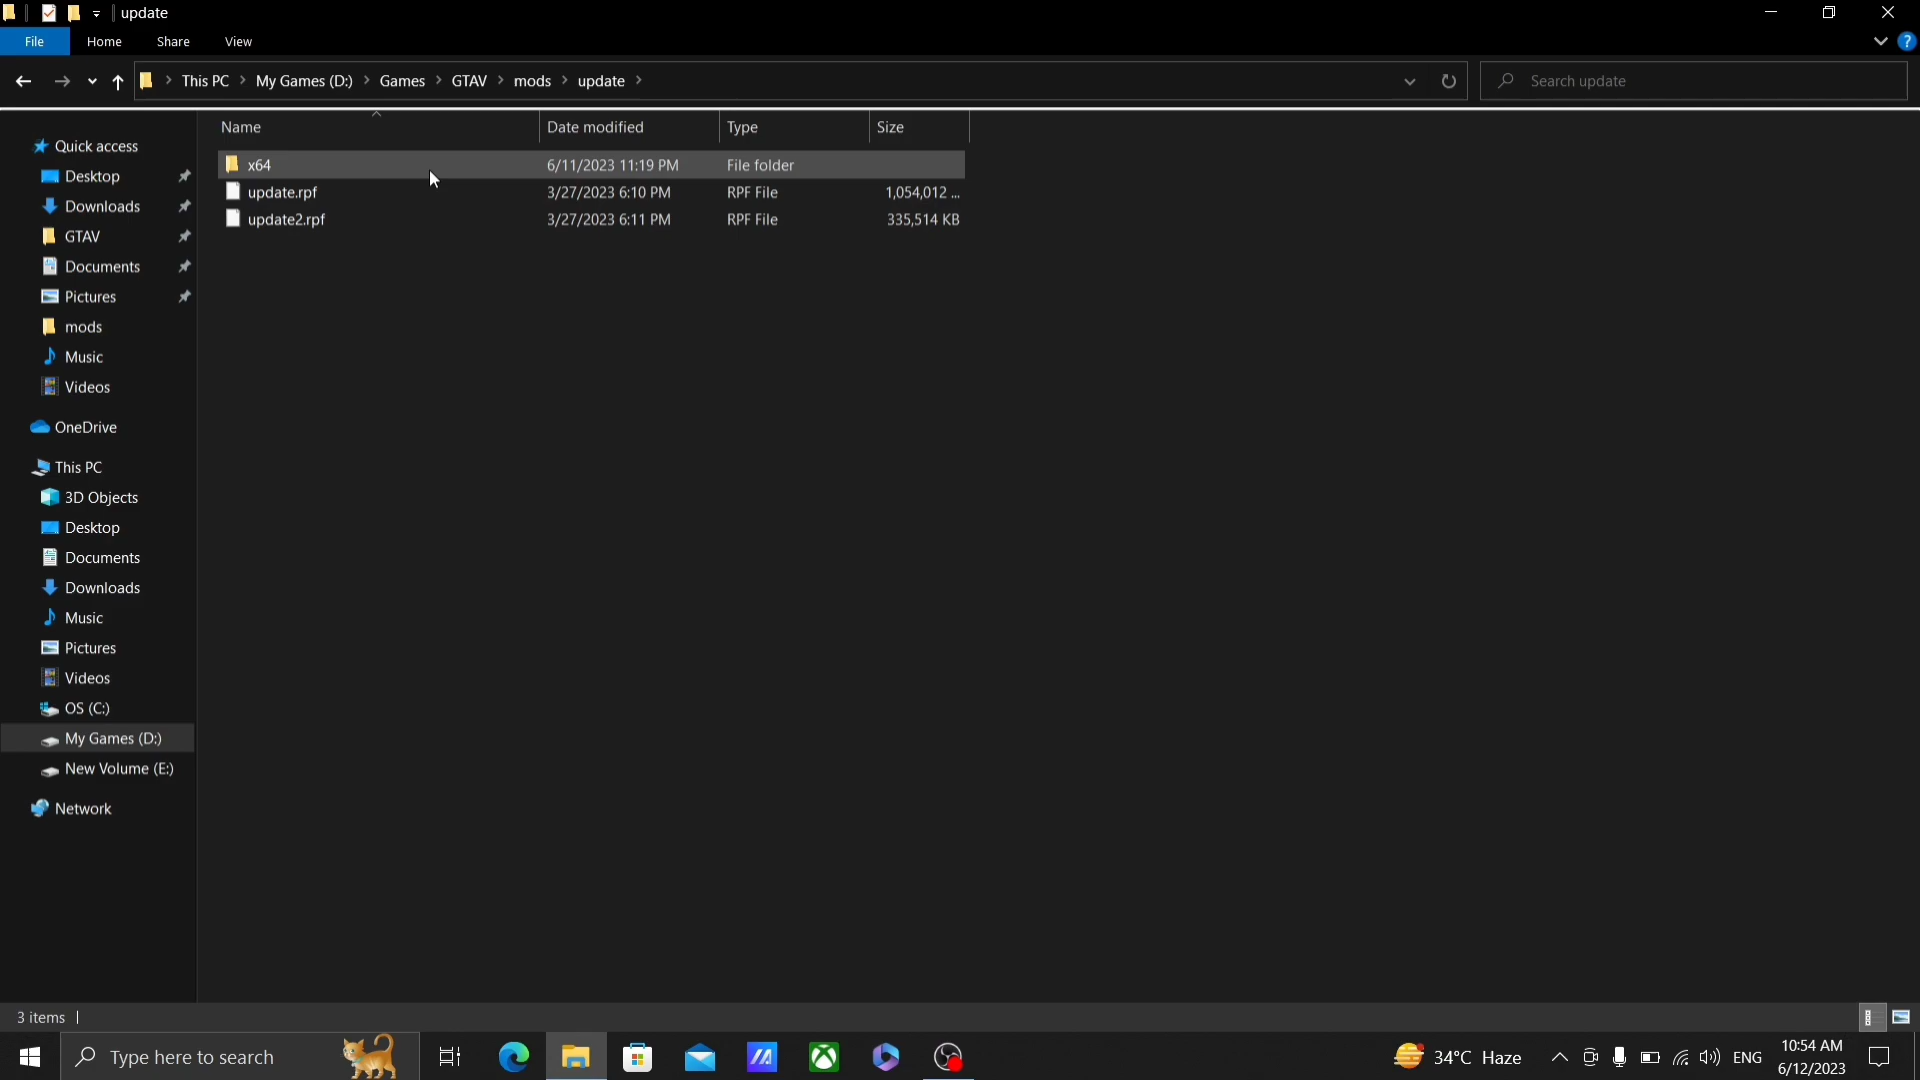 update
File Home Share View
This PC My Games (D:) Games GTAV mods update
Search update
Name Date modified Type Size
x64 6/11/2023 11:19 PM File folder
update.rpf 3/27/2023 6:10 PM RPF File 1,054,012 ...
update2.rpf 3/27/2023 6:11 PM RPF File 335,514 KB
Quick access
Desktop
Downloads
GTAV
Documents
Pictures
mods
Music
Videos
OneDrive
This PC
3D Objects
Desktop
Documents
Downloads
Music
Pictures
Videos
OS (C:)
My Games (D:)
New Volume (E:)
Network
3 items
Type here to search
34°C Haze
ENG
10:54 AM
6/12/2023